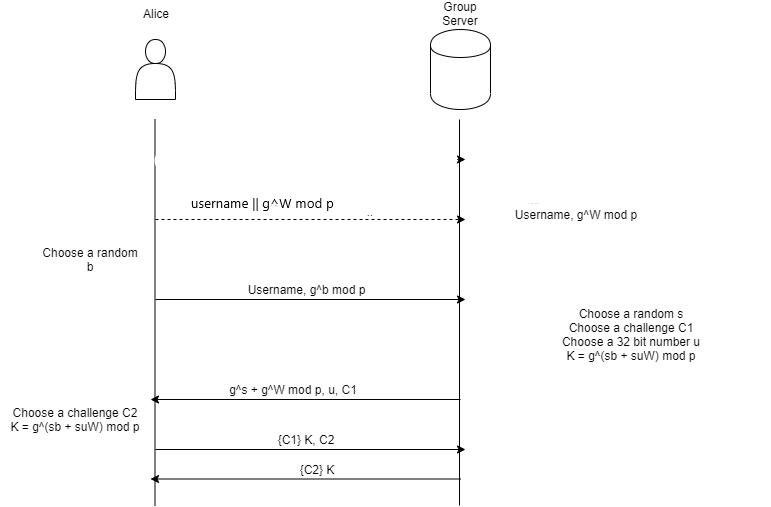 Alice
Group
Server
username || g^W mod p
Username, g^W mod p
Choose a random
b
Username, g^b mod p
Choose a random s
Choose a challenge C1
Choose a 32 bit number u
K = g^(sb + suW) mod p
g^s + g^W mod p, u, C1
Choose a challenge C2
K = g^(sb + suW) mod p
{C1} K, C2
{C2} K